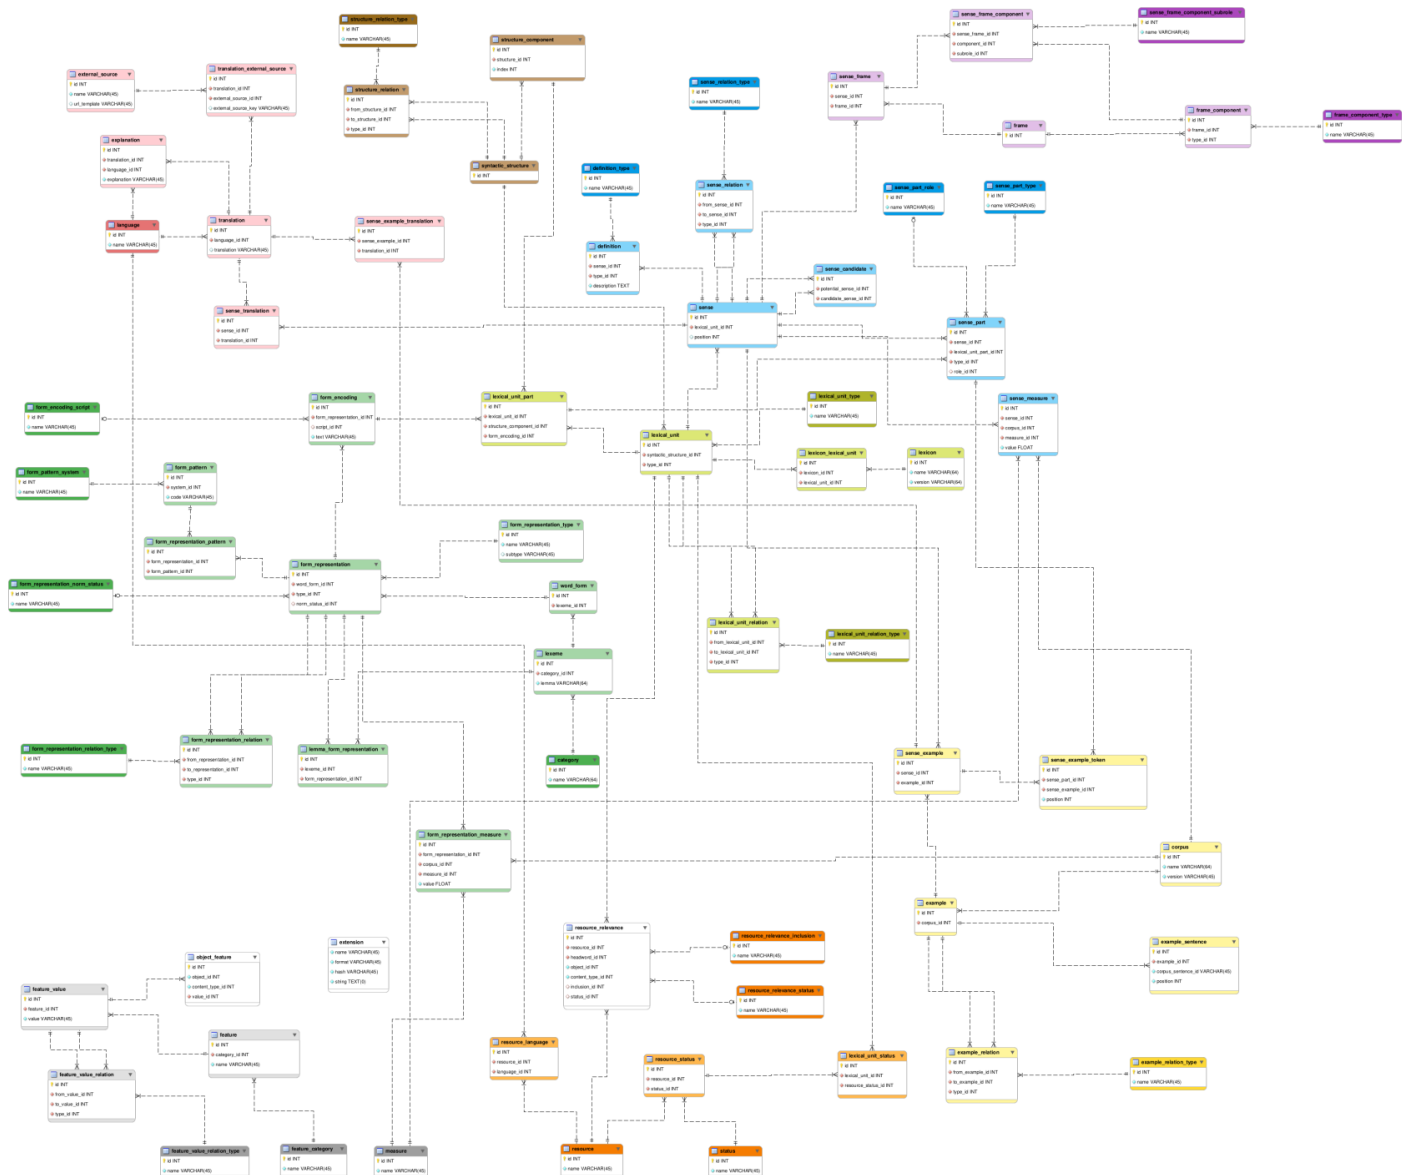 structure_relation_type
id INT
name VARCHAR(45)
structure_component
id INT
structure_id INT
index INT
sense_frame_component
id INT
sense_frame_id INT
component_id INT
subrole_id INT
sense_frame_component_subrole
id INT
name VARCHAR(45)
external_source
id INT
name VARCHAR(45)
url_template VARCHAR(45)
translation_external_source
id INT
translation_id INT
external_source_id INT
external_source_key VARCHAR(45)
structure_relation
id INT
from_structure_id INT
to_structure_id INT
type_id INT
sense_relation_type
id INT
name VARCHAR(45)
sense_frame
id INT
sense_id INT
frame_id INT
frame
id INT
frame_component
id INT
frame_id INT
type_id INT
frame_component_type
id INT
name VARCHAR(45)
explanation
id INT
translation_id INT
language_id INT
explanation VARCHAR(45)
syntactic_structure
id INT
definition_type
id INT
name VARCHAR(45)
sense_relation
id INT
from_sense_id INT
to_sense_id INT
type_id INT
sense_part_role
id INT
name VARCHAR(45)
sense_part_type
id INT
name VARCHAR(45)
language
id INT
name VARCHAR(45)
translation
id INT
language_id INT
translation VARCHAR(45)
sense_example_translation
id INT
sense_example_id INT
translation_id INT
definition
id INT
sense_id INT
type_id INT
description TEXT
sense_candidate
id INT
potential_sense_id INT
candidate_sense_id INT
sense_translation
id INT
sense_id INT
translation_id INT
sense
id INT
lexical_unit_id INT
position INT
sense_part
id INT
sense_id INT
lexical_unit_part_id INT
type_id INT
role_id INT
form_encoding_script
id INT
name VARCHAR(45)
form_encoding
id INT
form_representation_id INT
script_id INT
text VARCHAR(45)
lexical_unit_part
id INT
lexical_unit_id INT
structure_component_id INT
form_encoding_id INT
lexical_unit_type
id INT
name VARCHAR(45)
sense_measure
id INT
sense_id INT
corpus_id INT
measure_id INT
value FLOAT
lexical_unit
id INT
syntactic_structure_id INT
type_id INT
lexicon_lexical_unit
id INT
lexicon_id INT
lexical_unit_id INT
lexicon
id INT
name VARCHAR(64)
version VARCHAR(64)
form_pattern_system
id INT
name VARCHAR(45)
form_pattern
id INT
system_id INT
code VARCHAR(45)
form_representation_pattern
id INT
form_representation_id INT
form_pattern_id INT
form_representation_type
id INT
name VARCHAR(45)
subtype VARCHAR(45)
form_representation_norm_status
id INT
name VARCHAR(45)
form_representation
id INT
word_form_id INT
type_id INT
norm_status_id INT
word_form
id INT
lexeme_id INT
lexical_unit_relation
id INT
from_lexical_unit_id INT
to_lexical_unit_id INT
type_id INT
lexical_unit_relation_type
id INT
name VARCHAR(45)
lexeme
id INT
category_id INT
lemma VARCHAR(64)
form_representation_relation_type
id INT
name VARCHAR(45)
form_representation_relation
id INT
from_representation_id INT
to_representation_id INT
type_id INT
lemma_form_representation
id INT
lexeme_id INT
form_representation_id INT
category
id INT
name VARCHAR(64)
sense_example
id INT
sense_id INT
example_id INT
sense_example_token
id INT
sense_part_id INT
sense_example_id INT
position INT
form_representation_measure
id INT
form_representation_id INT
corpus_id INT
measure_id INT
value FLOAT
corpus
id INT
name VARCHAR(64)
version VARCHAR(45)
example
id INT
corpus_id INT
resource_relevance
id INT
resource_id INT
headword_id INT
object_id INT
content_type_id INT
inclusion_id INT
status_id INT
resource_relevance_inclusion
id INT
name VARCHAR(45)
example_sentence
id INT
example_id INT
corpus_sentence_id VARCHAR(45)
position INT
extension
name VARCHAR(45)
format VARCHAR(45)
hash VARCHAR(45)
string TEXT(0)
object_feature
id INT
object_id INT
content_type_id INT
value_id INT
feature_value
id INT
feature_id INT
value VARCHAR(45)
resource_relevance_status
id INT
name VARCHAR(45)
feature
id INT
category_id INT
name VARCHAR(45)
resource_language
id INT
resource_id INT
language_id INT
resource_status
id INT
resource_id INT
status_id INT
lexical_unit_status
id INT
lexical_unit_id INT
resource_status_id INT
example_relation
id INT
from_example_id INT
to_example_id INT
type_id INT
example_relation_type
id INT
name VARCHAR(45)
feature_value_relation
id INT
from_value_id INT
to_value_id INT
type_id INT
feature_value_relation_type
id INT
name VARCHAR(45)
feature_category
id INT
name VARCHAR(45)
measure
id INT
name VARCHAR(45)
resource
id INT
name VARCHAR(45)
status
id INT
name VARCHAR(45)